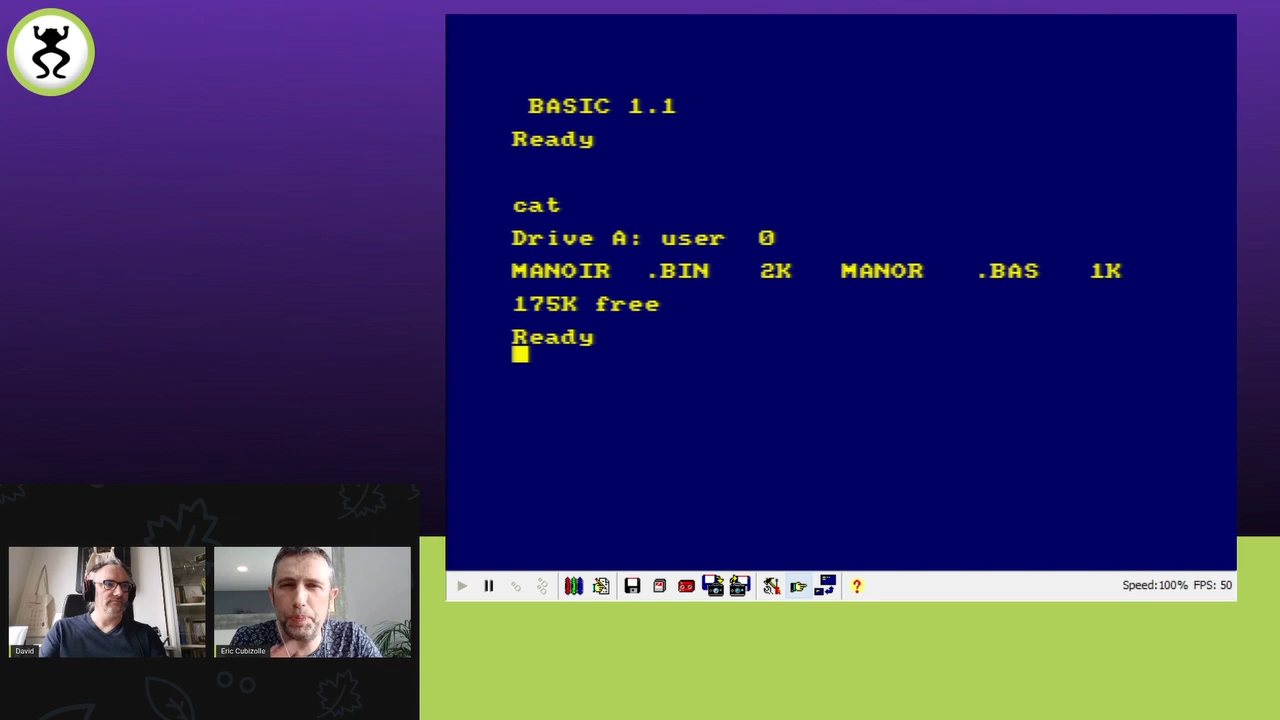 BASIC 1.1
Ready
cat
Drive A: user 0
MANOIR .BIN 2K MANOR .BAS 1K
175K free
Ready
Speed:100% FPS: 50
David
Eric Cubizolle